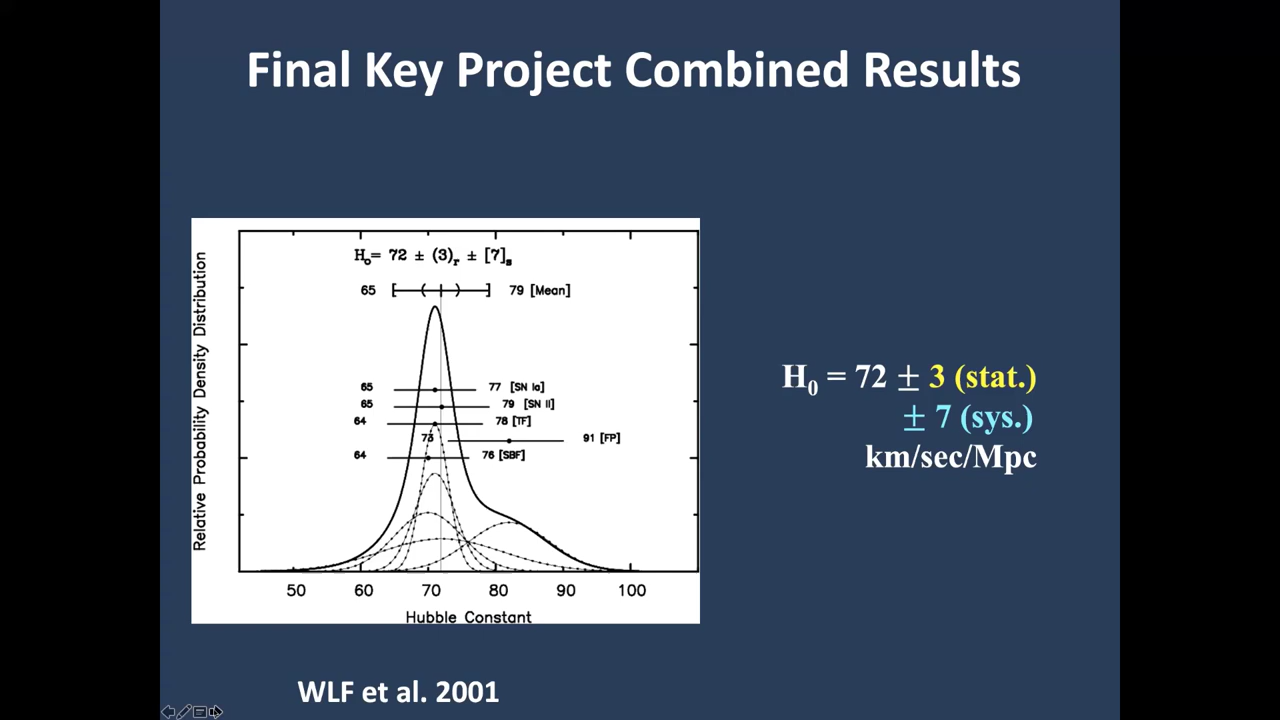 Final Key Project Combined Results
Relative Probability Density Distribution
H₀= 72 ± (3)ᵣ ± [7]ₛ
65 79 [Mean]
65 77 [SN Ia]
65 79 [SN II]
64 78 [TF]
73 91 [FP]
64 76 [SBF]
50 60 70 80 90 100
Hubble Constant
H₀ = 72 ± 3 (stat.)
± 7 (sys.)
km/sec/Mpc
WLF et al. 2001